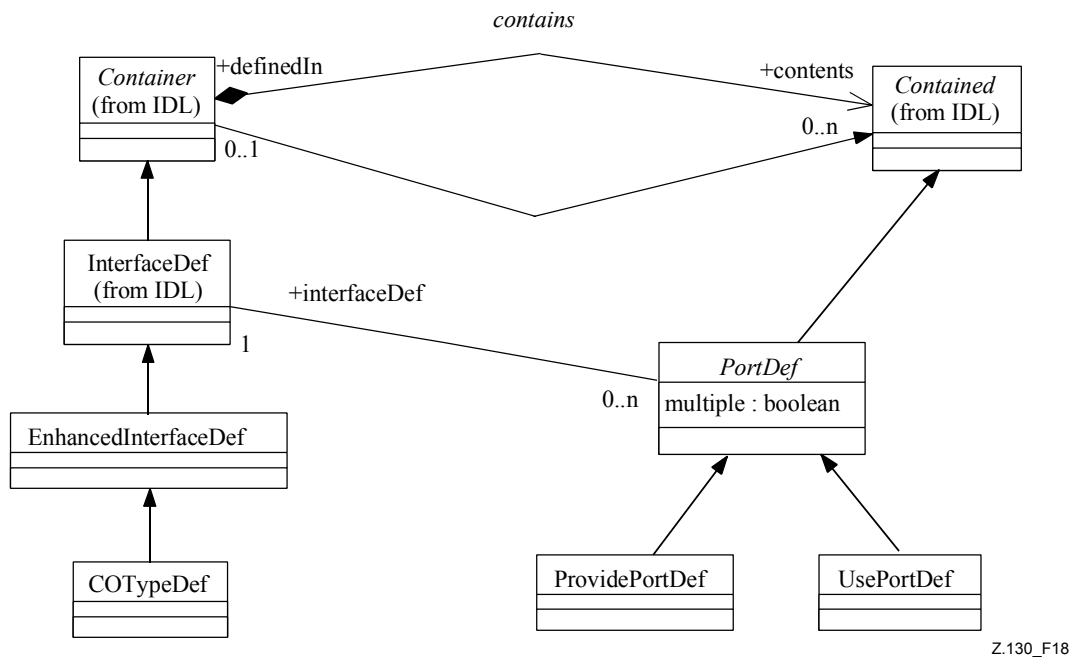 contains
Container
(from IDL)
+definedIn
+contents
Contained
(from IDL)
0..1
0..n
InterfaceDef
(from IDL)
+interfaceDef
1
0..n
PortDef
multiple : boolean
EnhancedInterfaceDef
COTypeDef
ProvidePortDef
UsePortDef
Z.130_F18